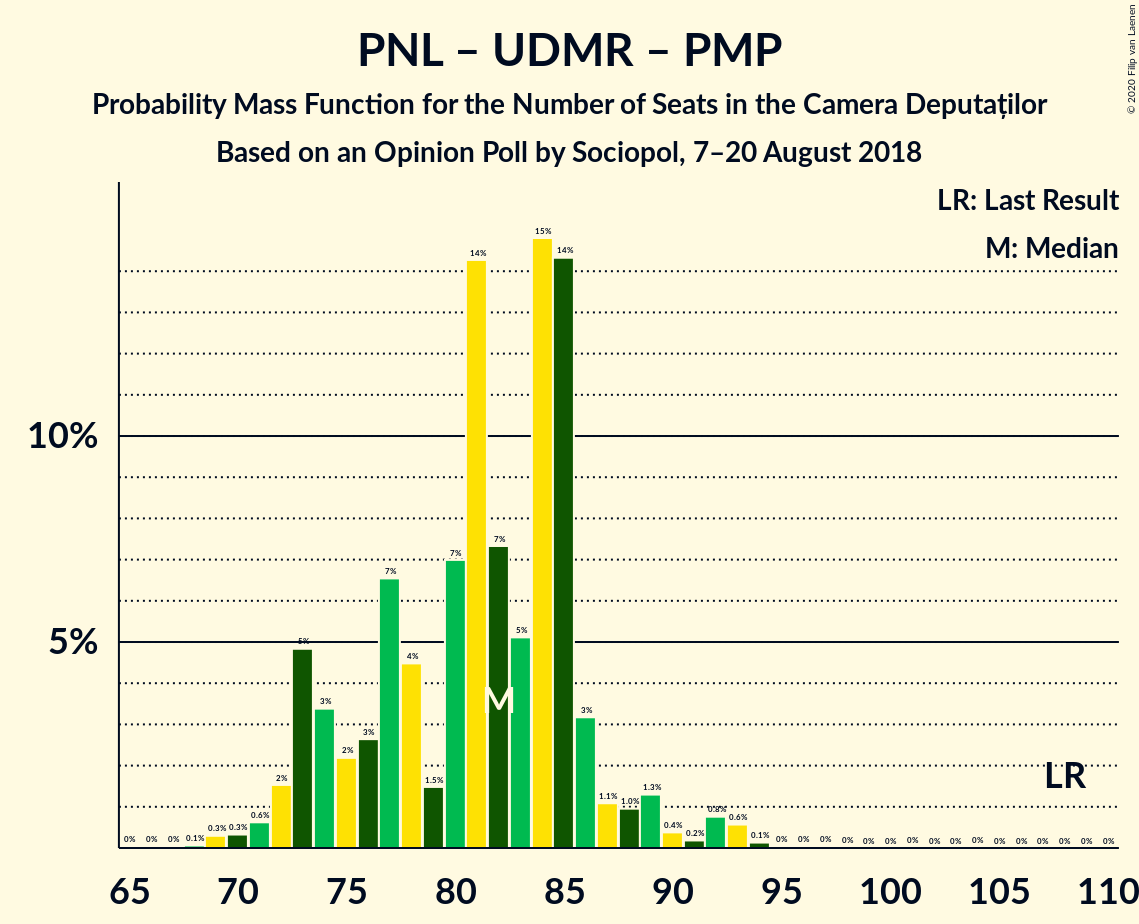 PNL – UDMR – PMP
Probability Mass Function for the Number of Seats in the Camera Deputaților
Based on an Opinion Poll by Sociopol, 7–20 August 2018
© 2020 Filip van Laenen
LR: Last Result
M: Median
10%
5%
0% 0% 0% 0.1% 0.3% 0.3% 0.6% 2% 5% 3% 2% 3% 7% 4% 1.5% 7% 14% 7% 5% 15% 14% 3% 1.1% 1.0% 1.3% 0.4% 0.2% 0.8% 0.6% 0.1% 0% 0% 0% 0% 0% 0% 0% 0% 0% 0% 0% 0% 0% 0% 0% 0%
M
LR
65 70 75 80 85 90 95 100 105 110